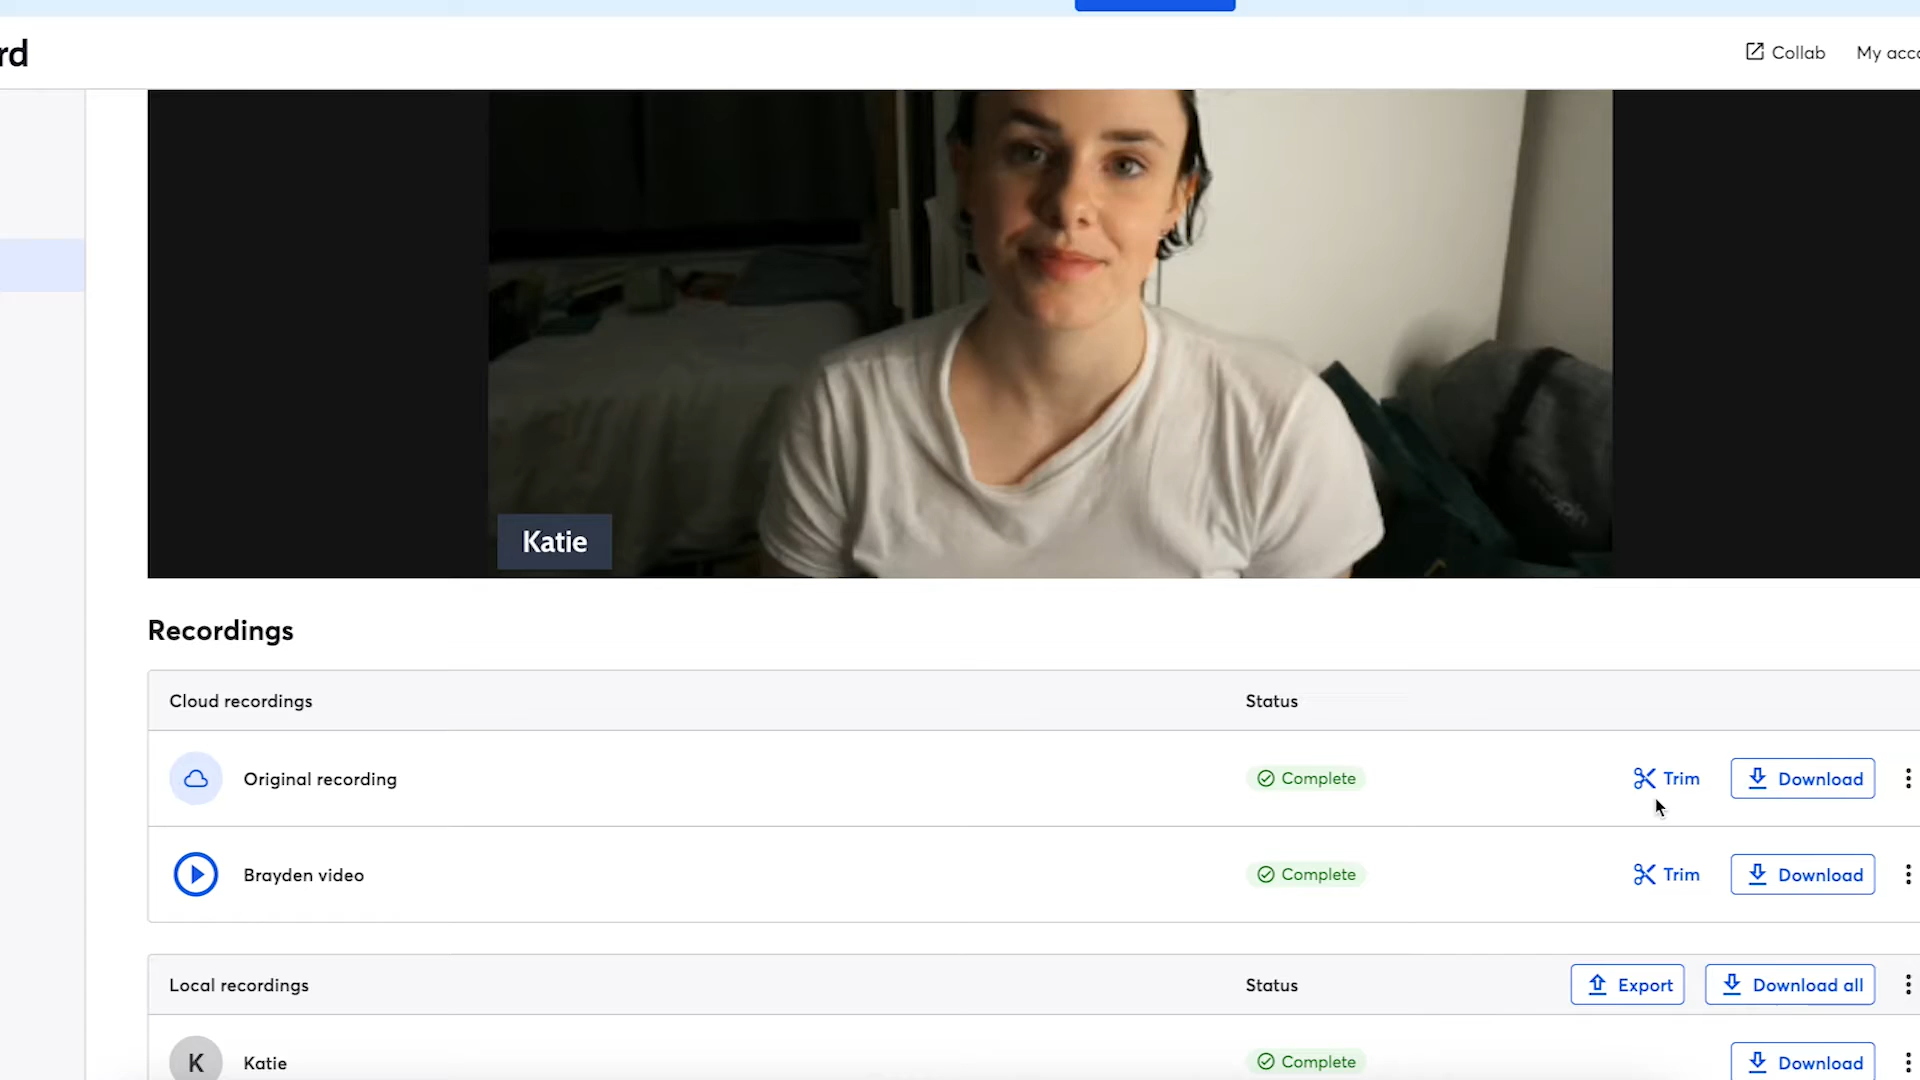 rd
Collab
My acco
Katie
Recordings
Cloud recordings
Status
Original recording
Complete
Trim
Download
Brayden video
Complete
Trim
Download
Local recordings
Status
Export
Download all
K
Katie
Complete
Download